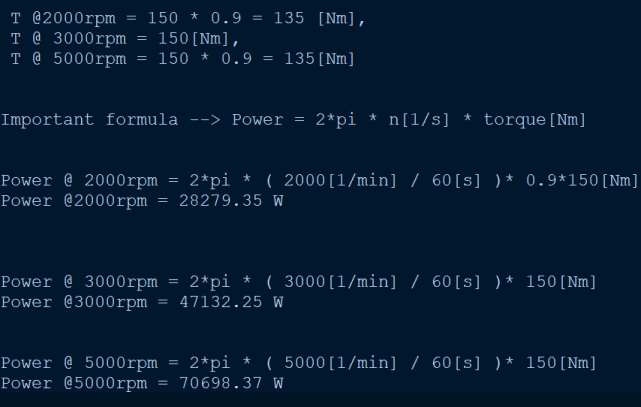 T @2000rpm = 150 * 0.9 = 135 [Nm],
T @ 3000rpm = 150[Nm],
T @ 5000rpm = 150 * 0.9 = 135[Nm]
Important formula --> Power = 2*pi * n[1/s] * torque[Nm]
Power @ 2000rpm = 2*pi * ( 2000[1/min] / 60[s] )* 0.9*150[Nm]
Power @2000rpm = 28279.35 W
Power @ 3000rpm = 2*pi * ( 3000[1/min] / 60[s] )* 150[Nm]
Power @3000rpm = 47132.25 W
Power @ 5000rpm = 2*pi * ( 5000[1/min] / 60[s] )* 150[Nm]
Power @5000rpm = 70698.37 W